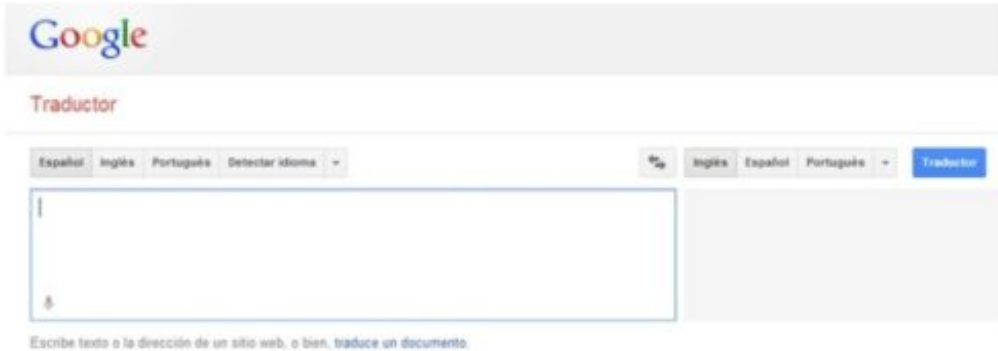 Google
Traductor
Español Inglés Portugués Detectar idioma Inglés Español Portugués Traductor
Escribe texto o la dirección de un sitio web, o bien, traduce un documento.